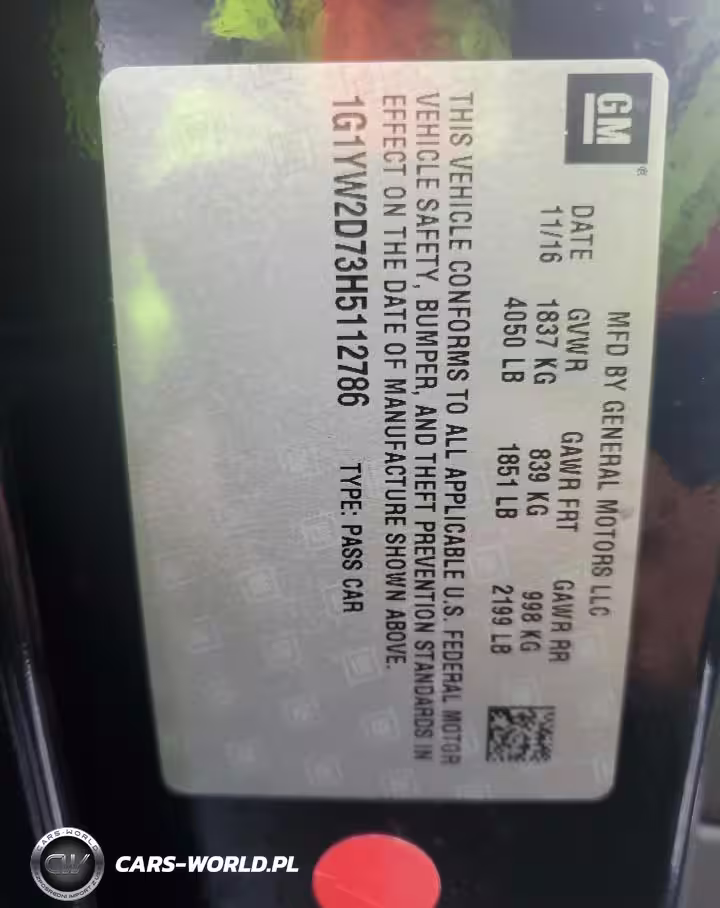 GM®
MFD BY GENERAL MOTORS LLC
DATE GVWR GAWR FRT GAWR RR
11/16 1837 KG 839 KG 998 KG
4050 LB 1851 LB 2199 LB
THIS VEHICLE CONFORMS TO ALL APPLICABLE U.S. FEDERAL MOTOR
VEHICLE SAFETY, BUMPER, AND THEFT PREVENTION STANDARDS IN
EFFECT ON THE DATE OF MANUFACTURE SHOWN ABOVE.
1G1YW2D73H5112786 TYPE: PASS CAR
CARS-WORLD
CW
CARS-WORLD.PL